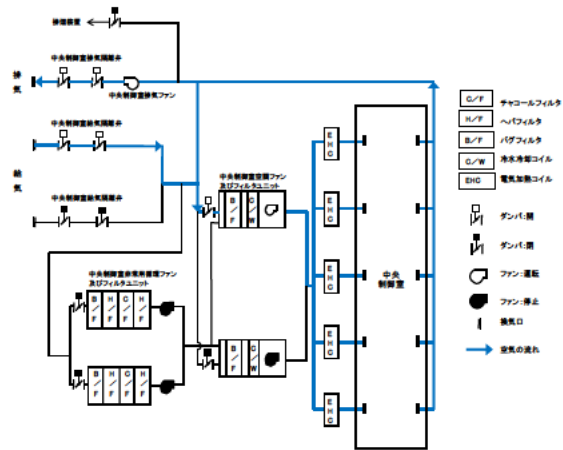 排煙装置
中央制御室排気隔離弁
排
気
中央制御室排気ファン
中央制御室給気隔離弁
給
気
中央制御室給気隔離弁
中央制御室空調ファン
及びフィルタユニット
B/F
C/W
中央制御室非常用循環ファン
及びフィルタユニット
B/F
H/F
C/F
H/F
B/F
H/F
C/F
H/F
B/F
C/W
EHC
EHC
EHC
EHC
EHC
中央
制御室
C/F チャコールフィルタ
H/F ヘパフィルタ
B/F バグフィルタ
C/W 冷水冷却コイル
EHC 電気加熱コイル
ダンパ:開
ダンパ:閉
ファン:運転
ファン:停止
換気口
空気の流れ